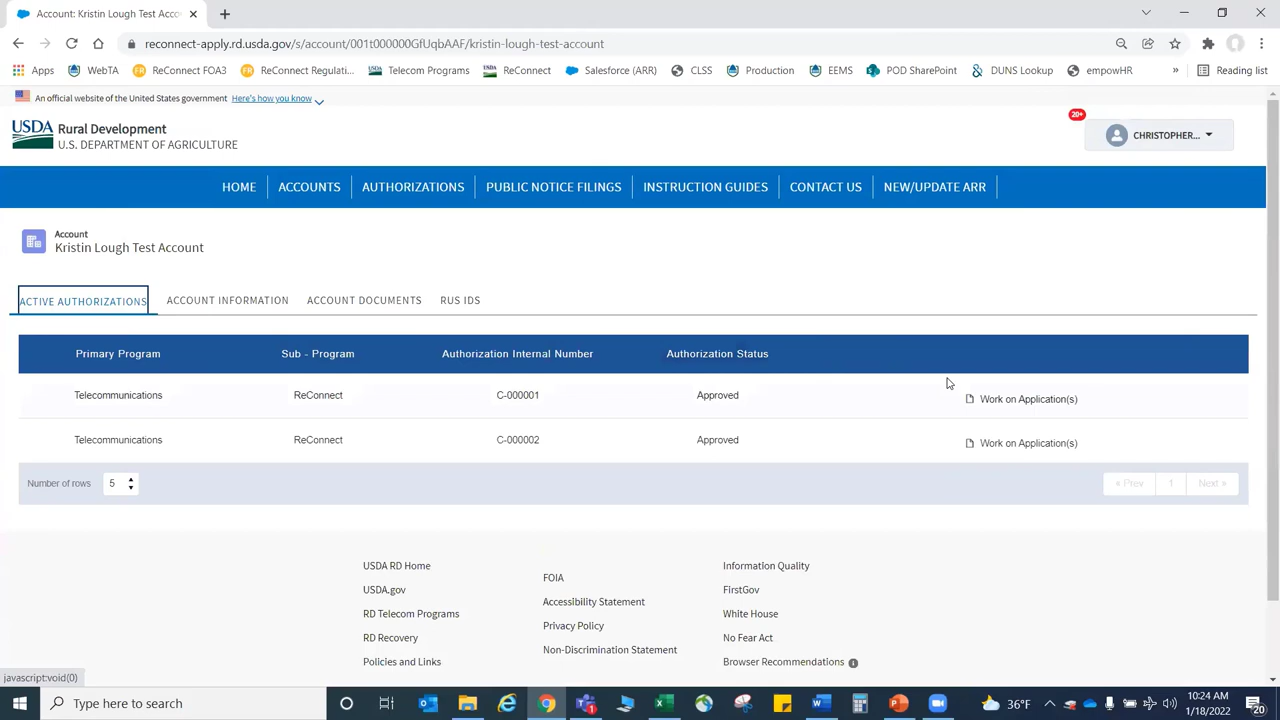 Account: Kristin Lough Test Acco
reconnect-apply.rd.usda.gov/s/account/001t000000GfUqbAAF/kristin-lough-test-account
Apps WebTA ReConnect FOA3 ReConnect Regulati... Telecom Programs ReConnect Salesforce (ARR) CLSS Production EEMS POD SharePoint DUNS Lookup empowHR » Reading list
An official website of the United States government Here's how you know
USDA Rural Development
U.S. DEPARTMENT OF AGRICULTURE
20+
CHRISTOPHER...
HOME ACCOUNTS AUTHORIZATIONS PUBLIC NOTICE FILINGS INSTRUCTION GUIDES CONTACT US NEW/UPDATE ARR
Account
Kristin Lough Test Account
ACTIVE AUTHORIZATIONS ACCOUNT INFORMATION ACCOUNT DOCUMENTS RUS IDS
Primary Program Sub - Program Authorization Internal Number Authorization Status
Telecommunications ReConnect C-000001 Approved Work on Application(s)
Telecommunications ReConnect C-000002 Approved Work on Application(s)
Number of rows 5 « Prev 1 Next »
USDA RD Home
USDA.gov
RD Telecom Programs
RD Recovery
Policies and Links
FOIA
Accessibility Statement
Privacy Policy
Non-Discrimination Statement
Information Quality
FirstGov
White House
No Fear Act
Browser Recommendations
javascript:void(0)
Type here to search
36°F
10:24 AM
1/18/2022
20